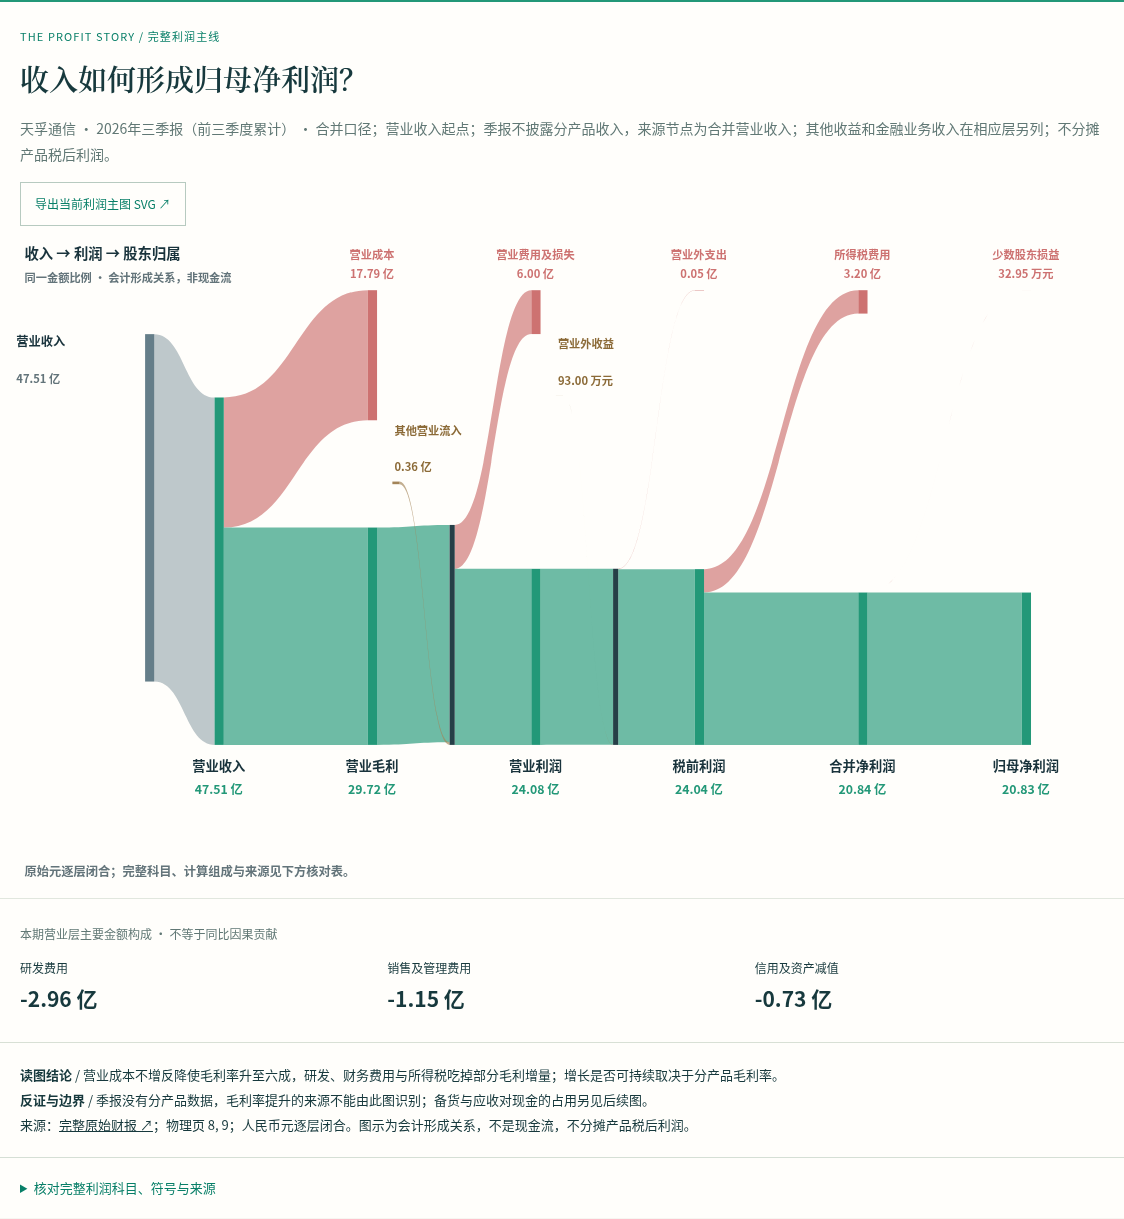 THE PROFIT STORY / 完整利润主线
收入如何形成归母净利润?
天孚通信 · 2026年三季报（前三季度累计） · 合并口径；营业收入起点；季报不披露分产品收入，来源节点为合并营业收入；其他收益和金融业务收入在相应层另列；不分摊
产品税后利润。
导出当前利润主图 SVG ↗
收入 → 利润 → 股东归属
同一金额比例 · 会计形成关系，非现金流
营业成本
17.79 亿
营业费用及损失
6.00 亿
营业外支出
0.05 亿
所得税费用
3.20 亿
少数股东损益
32.95 万元
营业收入
47.51 亿
营业外收益
93.00 万元
其他营业流入
0.36 亿
营业收入
47.51 亿
营业毛利
29.72 亿
营业利润
24.08 亿
税前利润
24.04 亿
合并净利润
20.84 亿
归母净利润
20.83 亿
原始元逐层闭合；完整科目、计算组成与来源见下方核对表。
本期营业层主要金额构成 · 不等于同比因果贡献
研发费用
-2.96 亿
销售及管理费用
-1.15 亿
信用及资产减值
-0.73 亿
读图结论 / 营业成本不增反降使毛利率升至六成，研发、财务费用与所得税吃掉部分毛利增量；增长是否可持续取决于分产品毛利率。
反证与边界 / 季报没有分产品数据，毛利率提升的来源不能由此图识别；备货与应收对现金的占用另见后续图。
来源：完整原始财报 ↗；物理页 8, 9；人民币元逐层闭合。图示为会计形成关系，不是现金流，不分摊产品税后利润。
▶ 核对完整利润科目、符号与来源